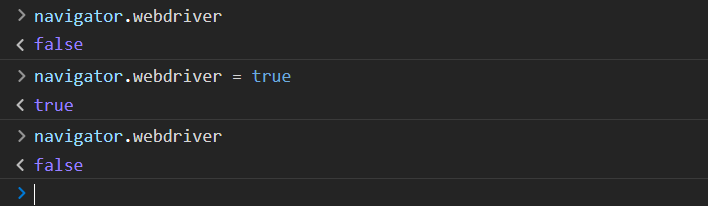 > navigator.webdriver
< false
> navigator.webdriver = true
< true
> navigator.webdriver
< false
>